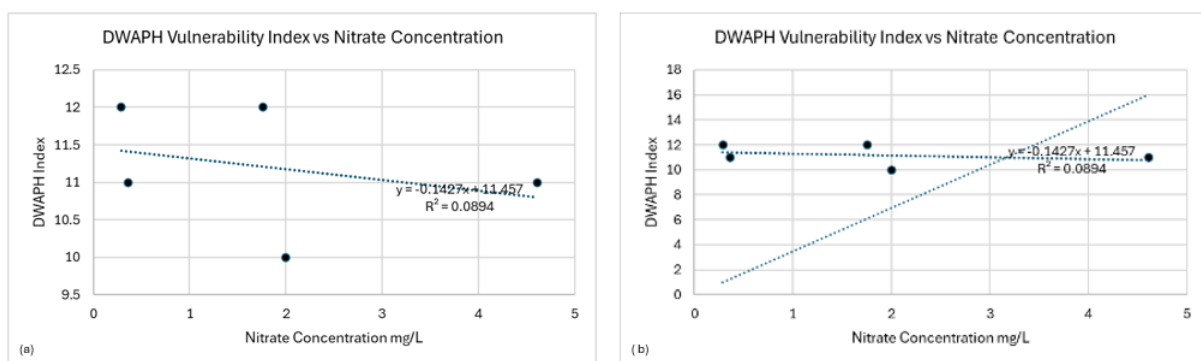 DWAPH Vulnerability Index vs Nitrate Concentration
12.5
12
11.5
11
10.5
10
9.5
DWAPH Index
y = -0.1427x + 11.457
R² = 0.0894
0 1 2 3 4 5
Nitrate Concentration mg/L
(a)
DWAPH Vulnerability Index vs Nitrate Concentration
18
16
14
12
10
8
6
4
2
0
DWAPH Index
y = -0.1427x + 11.457
R² = 0.0894
0 1 2 3 4 5
Nitrate Concentration mg/L
(b)